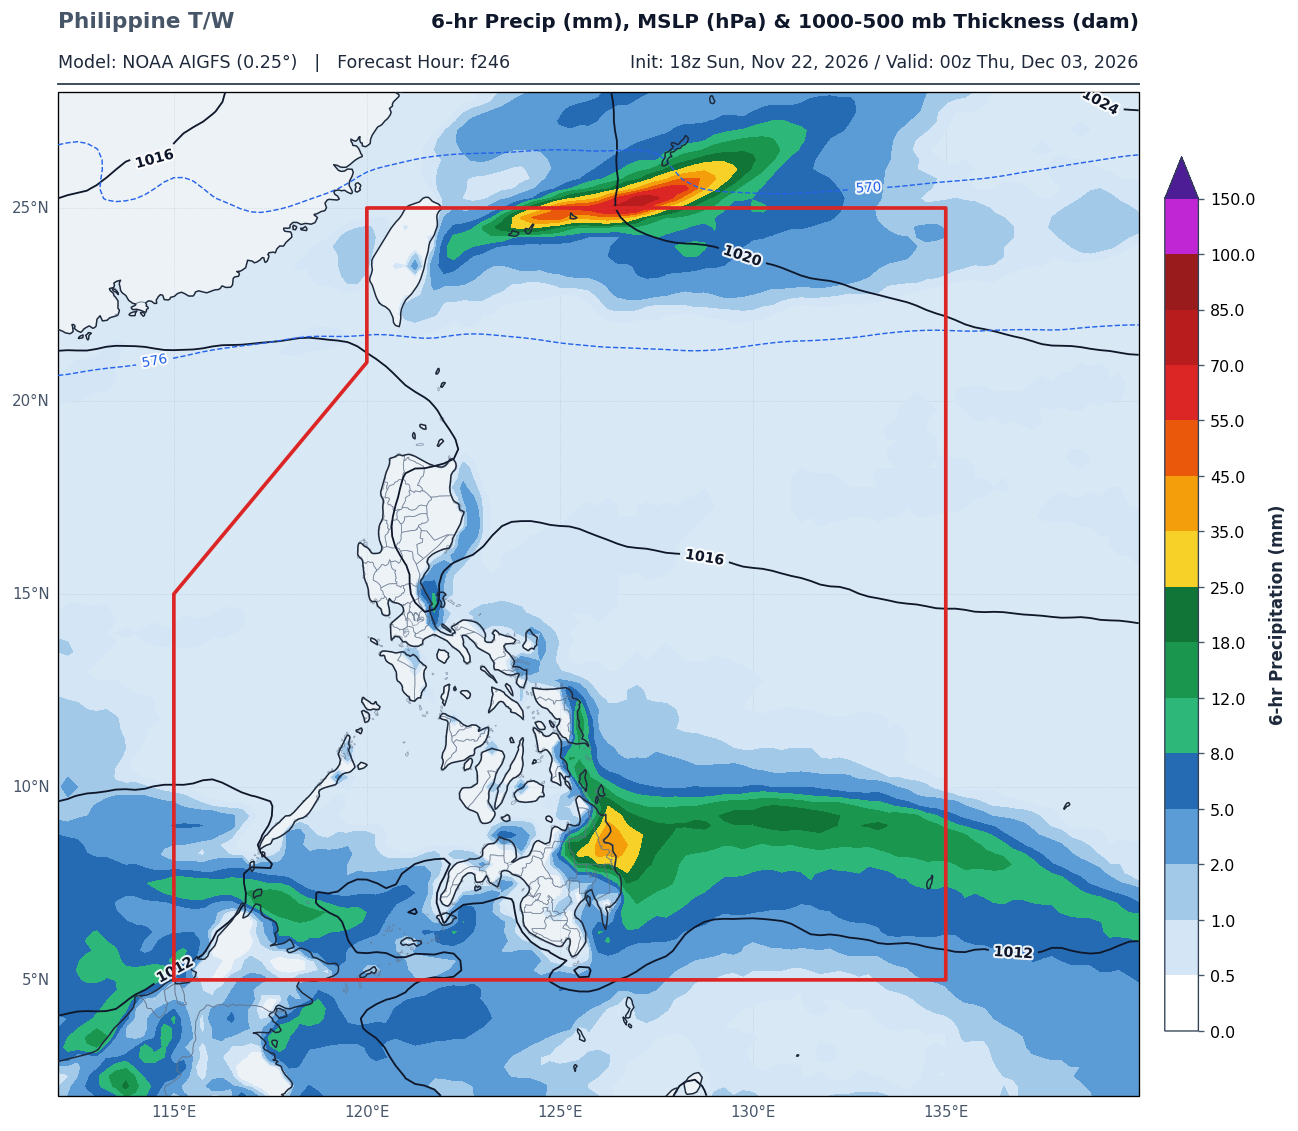 Philippine T/W
6-hr Precip (mm), MSLP (hPa) & 1000-500 mb Thickness (dam)
Model: NOAA AIGFS (0.25°) | Forecast Hour: f246
Init: 18z Sun, Nov 22, 2026 / Valid: 00z Thu, Dec 03, 2026
1024
1016
570
25°N
1020
576
20°N
1016
15°N
10°N
1012
1012
5°N
115°E
120°E
125°E
130°E
135°E
150.0
100.0
85.0
70.0
55.0
45.0
35.0
25.0
18.0
12.0
8.0
5.0
2.0
1.0
0.5
0.0
6-hr Precipitation (mm)